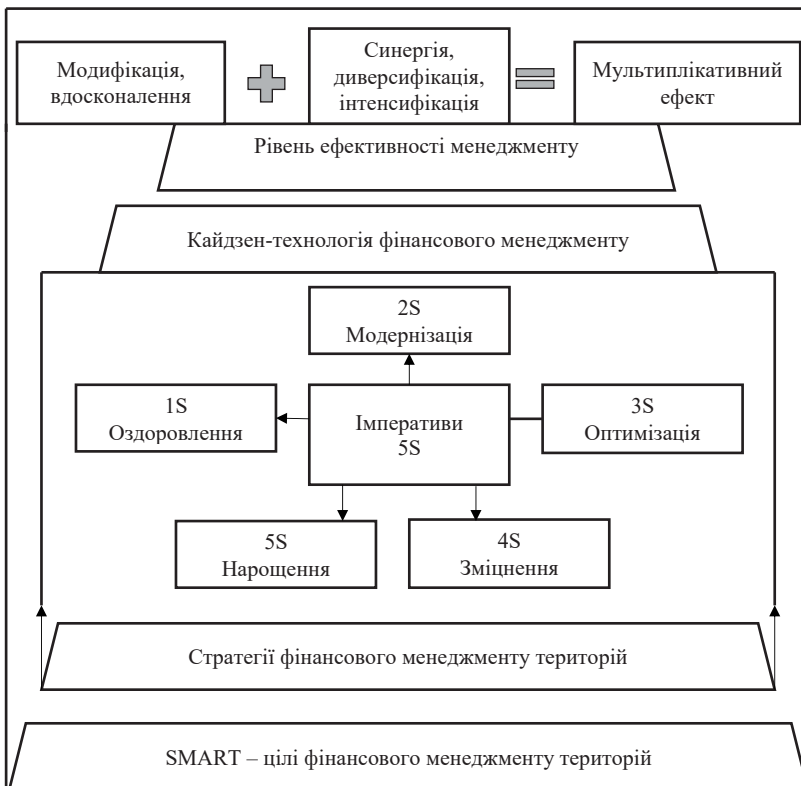 Модифікація,
вдосконалення
Синергія,
диверсифікація,
інтенсифікація
Мультиплікативний
ефект
Рівень ефективності менеджменту
Кайдзен-технологія фінансового менеджменту
2S
Модернізація
1S
Оздоровлення
Імперативи
5S
3S
Оптимізація
5S
Нарощення
4S
Зміцнення
Стратегії фінансового менеджменту територій
SMART – цілі фінансового менеджменту територій